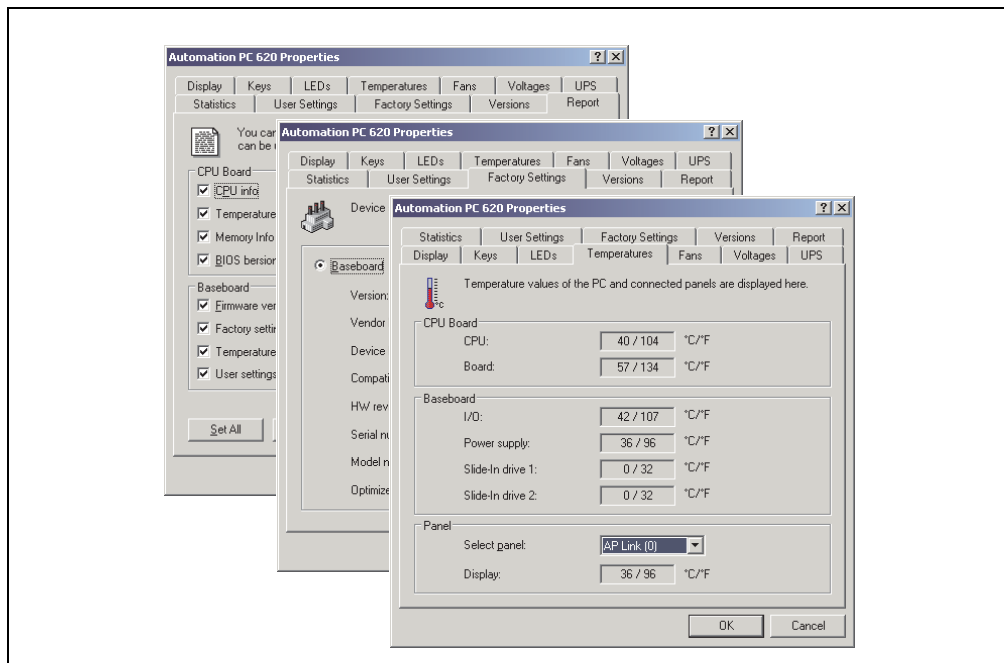 Automation PC 620 Properties
Display Keys LEDs Temperatures Fans Voltages UPS
Statistics User Settings Factory Settings Versions Report
You can
can be
CPU Board
CPU info
Temperature
Memory Info
BIOS bersion
Baseboard
Firmware ver
Factory settin
Temperature
User settings
Set All
Automation PC 620 Properties
Display Keys LEDs Temperatures Fans Voltages UPS
Statistics User Settings Factory Settings Versions Report
Device
Baseboard
Version:
Vendor
Device
Compati
HW rev
Serial nu
Model n
Optimize
Automation PC 620 Properties
Statistics User Settings Factory Settings Versions Report
Display Keys LEDs Temperatures Fans Voltages UPS
°C
Temperature values of the PC and connected panels are displayed here.
CPU Board
CPU: 40 / 104 °C/°F
Board: 57 / 134 °C/°F
Baseboard
I/O: 42 / 107 °C/°F
Power supply: 36 / 96 °C/°F
Slide-In drive 1: 0 / 32 °C/°F
Slide-In drive 2: 0 / 32 °C/°F
Panel
Select panel: AP Link (0)
Display: 36 / 96 °C/°F
OK Cancel